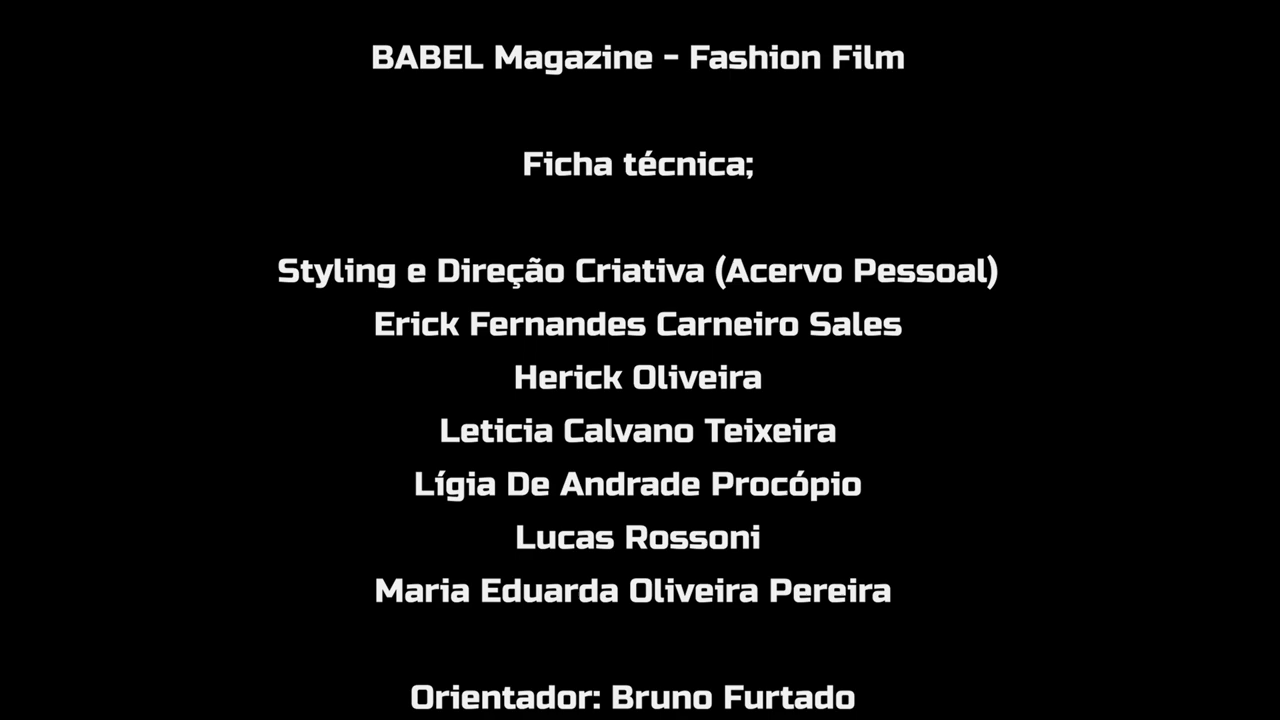 BABEL Magazine - Fashion Film
Ficha técnica;
Styling e Direção Criativa (Acervo Pessoal)
Erick Fernandes Carneiro Sales
Herick Oliveira
Leticia Calvano Teixeira
Lígia De Andrade Procópio
Lucas Rossoni
Maria Eduarda Oliveira Pereira
Orientador: Bruno Furtado